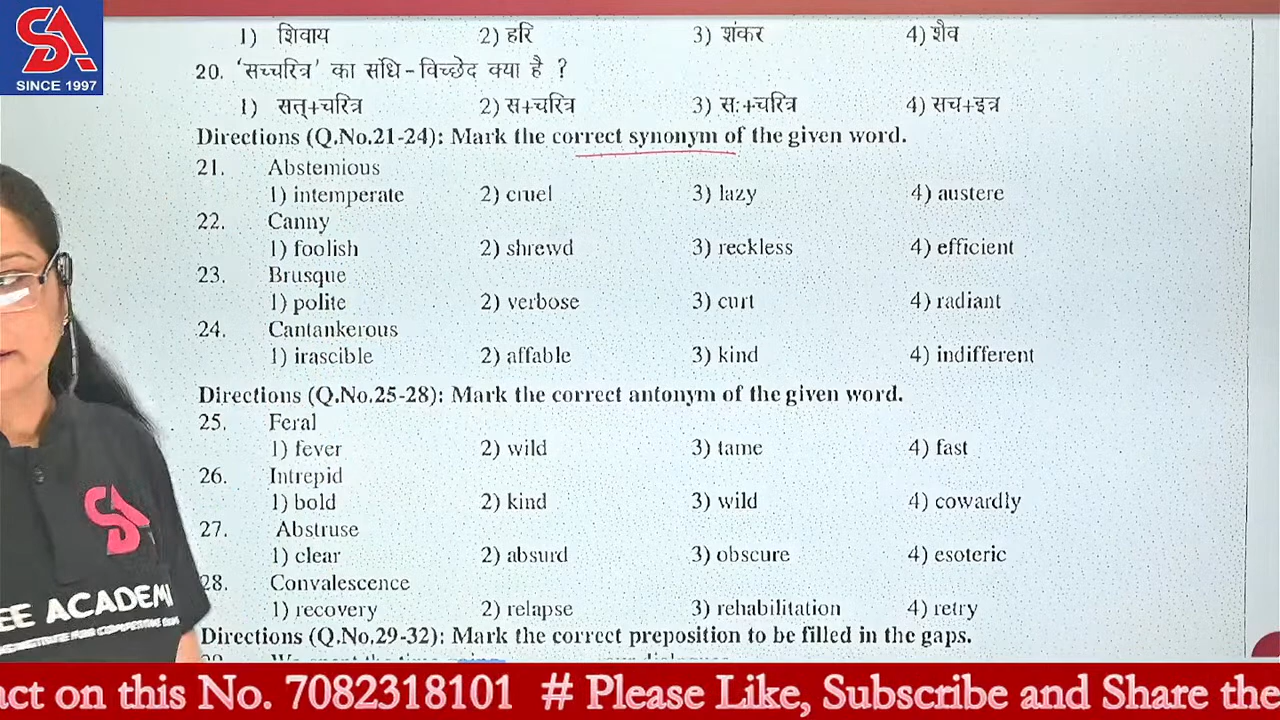 SA
SINCE 1997
1) शिवाय 2) हरि 3) शंकर 4) शैव
20. 'सच्चरित्र' का संधि-विच्छेद क्या है ?
1) सत्+चरित्र 2) स+चरित्र 3) सः+चरित्र 4) सच+इत्र
Directions (Q.No.21-24): Mark the correct synonym of the given word.
21. Abstemious
1) intemperate 2) cruel 3) lazy 4) austere
22. Canny
1) foolish 2) shrewd 3) reckless 4) efficient
23. Brusque
1) polite 2) verbose 3) curt 4) radiant
24. Cantankerous
1) irascible 2) affable 3) kind 4) indifferent
Directions (Q.No.25-28): Mark the correct antonym of the given word.
25. Feral
1) fever 2) wild 3) tame 4) fast
26. Intrepid
1) bold 2) kind 3) wild 4) cowardly
27. Abstruse
1) clear 2) absurd 3) obscure 4) esoteric
28. Convalescence
1) recovery 2) relapse 3) rehabilitation 4) retry
Directions (Q.No.29-32): Mark the correct preposition to be filled in the gaps.
SA
EE ACADEMI
act on this No. 7082318101 # Please Like, Subscribe and Share the